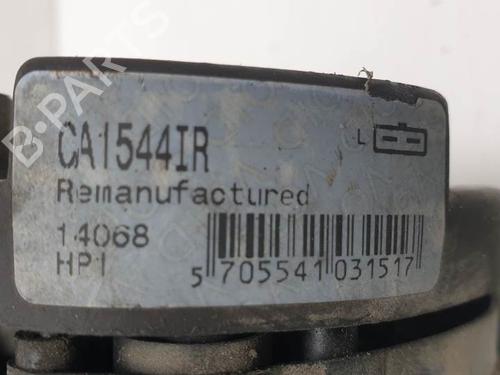 B-PARTS
CA1544IR
L
Remanufactured
14068
HP1
5 705541 031517